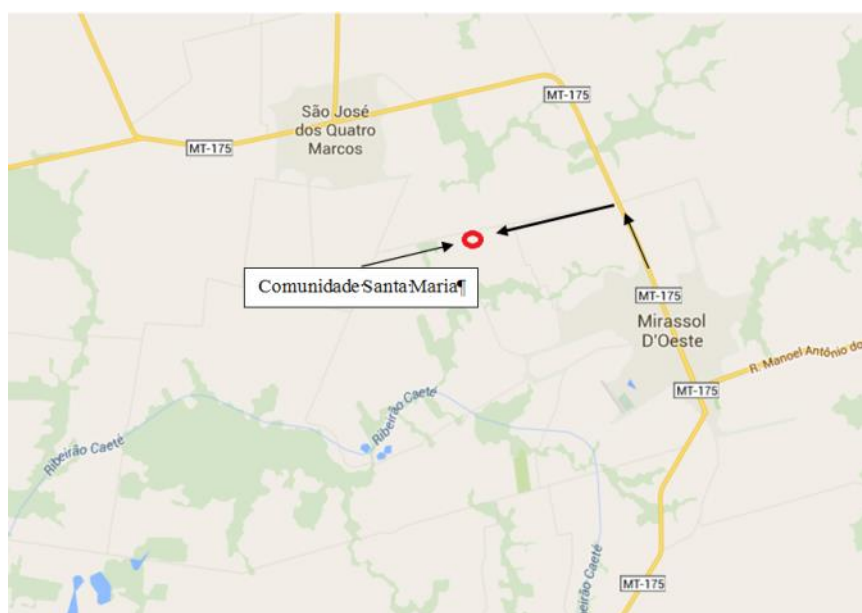 MT-175
São José
dos Quatro
Marcos
MT-175
Comunidade·Santa·Maria¶
MT-175
Mirassol
D'Oeste
R. Manoel Antônio do
MT-175
Ribeirão Caeté
Ribeirão Caeté
Ribeirão Caeté
MT-175